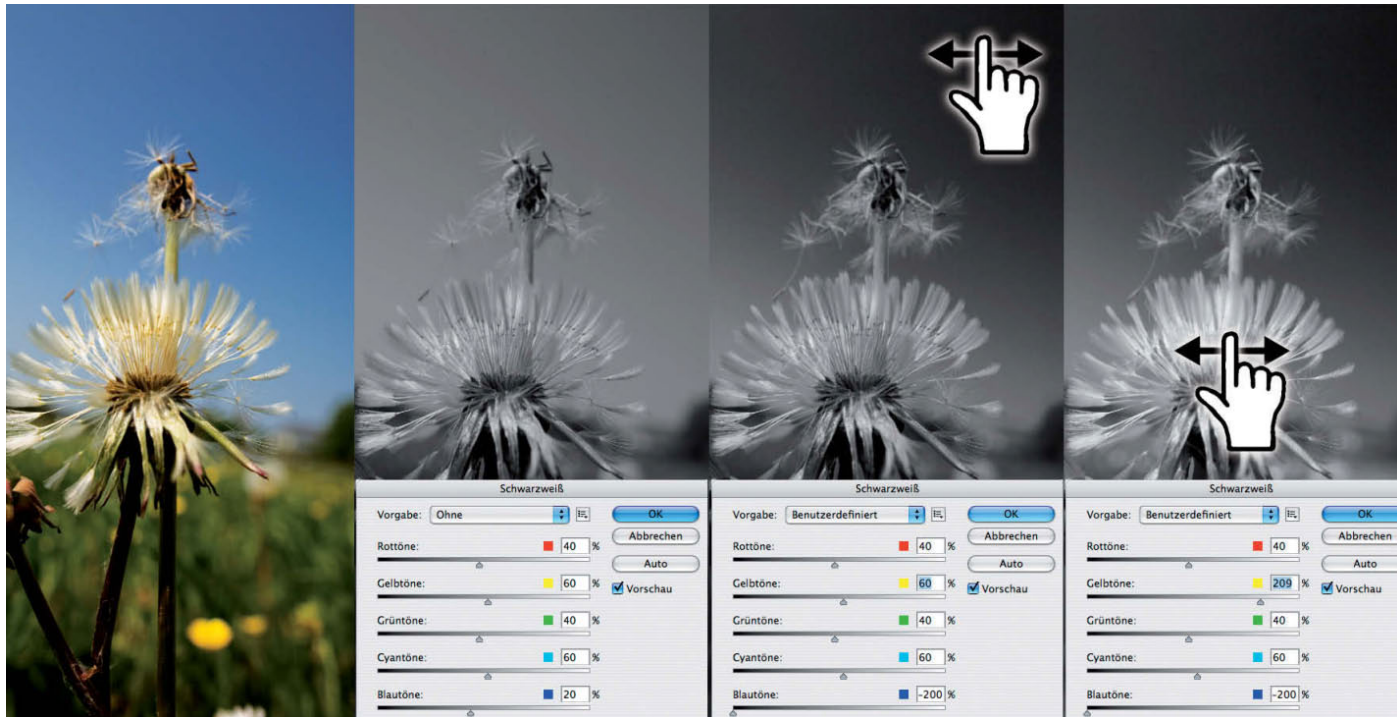 Schwarzweiß
Vorgabe: Ohne OK
Abbrechen
Rottöne: 40 %
Auto
Gelbtöne: 60 % Vorschau
Grüntöne: 40 %
Cyantöne: 60 %
Blautöne: 20 %
Schwarzweiß
Vorgabe: Benutzerdefiniert OK
Abbrechen
Rottöne: 40 %
Auto
Gelbtöne: 60 % Vorschau
Grüntöne: 40 %
Cyantöne: 60 %
Blautöne: -200 %
Schwarzweiß
Vorgabe: Benutzerdefiniert OK
Abbrechen
Rottöne: 40 %
Auto
Gelbtöne: 209 % Vorschau
Grüntöne: 40 %
Cyantöne: 60 %
Blautöne: -200 %